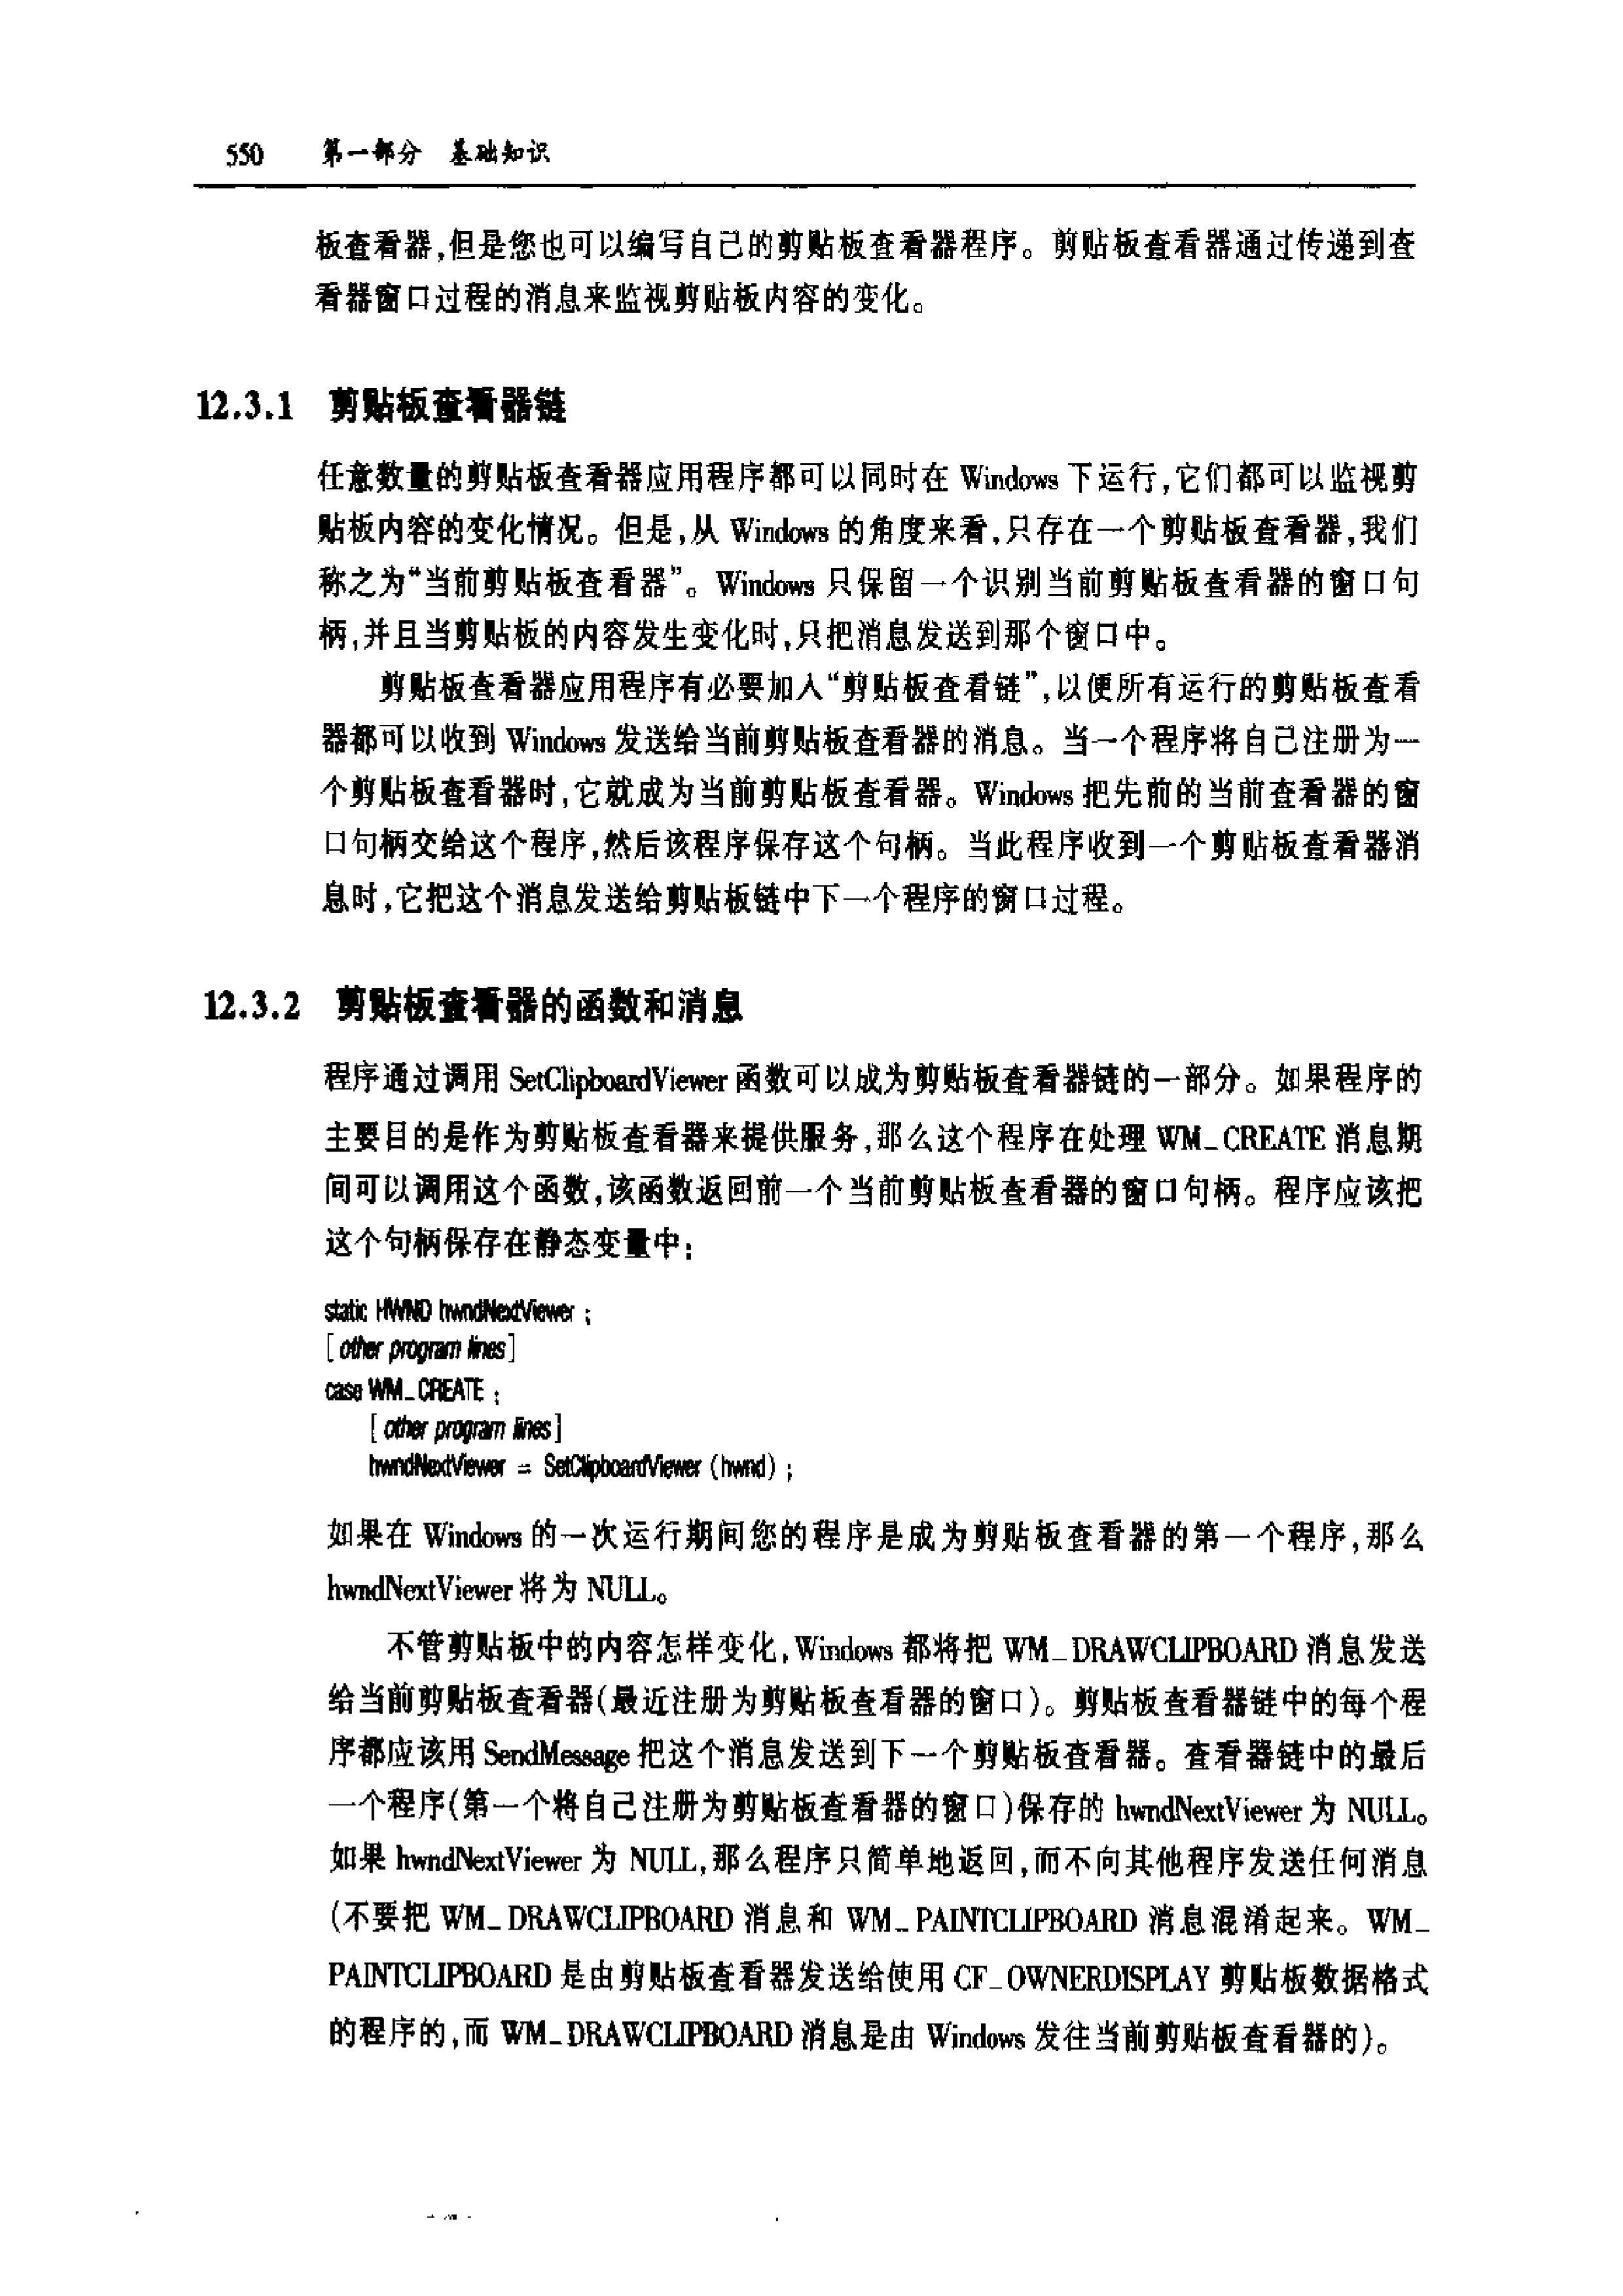 550 第一部分 基础知识
板查看器,但是您也可以编写自己的剪贴板查看器程序。剪贴板查看器通过传递到查
看器窗口过程的消息来监视剪贴板内容的变化。
12.3.1 剪贴板查看器链
任意数量的剪贴板查看器应用程序都可以同时在 Windows 下运行,它们都可以监视剪
贴板内容的变化情况。但是,从 Windows 的角度来看,只存在一个剪贴板查看器,我们
称之为“当前剪贴板查看器”。Windows 只保留一个识别当前剪贴板查看器的窗口句
柄,并且当剪贴板的内容发生变化时,只把消息发送到那个窗口中。
剪贴板查看器应用程序有必要加入“剪贴板查看链”,以便所有运行的剪贴板查看
器都可以收到 Windows 发送给当前剪贴板查看器的消息。当一个程序将自己注册为一
个剪贴板查看器时,它就成为当前剪贴板查看器。Windows 把先前的当前查看器的窗
口句柄交给这个程序,然后该程序保存这个句柄。当此程序收到一个剪贴板查看器消
息时,它把这个消息发送给剪贴板链中下一个程序的窗口过程。
12.3.2 剪贴板查看器的函数和消息
程序通过调用 SetClipboardViewer 函数可以成为剪贴板查看器链的一部分。如果程序的
主要目的是作为剪贴板查看器来提供服务,那么这个程序在处理 WM_CREATE 消息期
间可以调用这个函数,该函数返回前一个当前剪贴板查看器的窗口句柄。程序应该把
这个句柄保存在静态变量中:
static HWND hwndNextViewer ;
[other program lines]
case WM_CREATE :
[other program lines]
hwndNextViewer = SetClipboardViewer (hwnd) ;
如果在 Windows 的一次运行期间您的程序是成为剪贴板查看器的第一个程序,那么
hwndNextViewer 将为 NULL。
不管剪贴板中的内容怎样变化,Windows 都将把 WM_DRAWCLIPBOARD 消息发送
给当前剪贴板查看器(最近注册为剪贴板查看器的窗口)。剪贴板查看器链中的每个程
序都应该用 SendMessage 把这个消息发送到下一个剪贴板查看器。查看器链中的最后
一个程序(第一个将自己注册为剪贴板查看器的窗口)保存的 hwndNextViewer 为 NULL。
如果 hwndNextViewer 为 NULL,那么程序只简单地返回,而不向其他程序发送任何消息
(不要把 WM_DRAWCLIPBOARD 消息和 WM_PAINTCLIPBOARD 消息混淆起来。WM_
PAINTCLIPBOARD 是由剪贴板查看器发送给使用 CF_OWNERDISPLAY 剪贴板数据格式
的程序的,而 WM_DRAWCLIPBOARD 消息是由 Windows 发往当前剪贴板查看器的)。